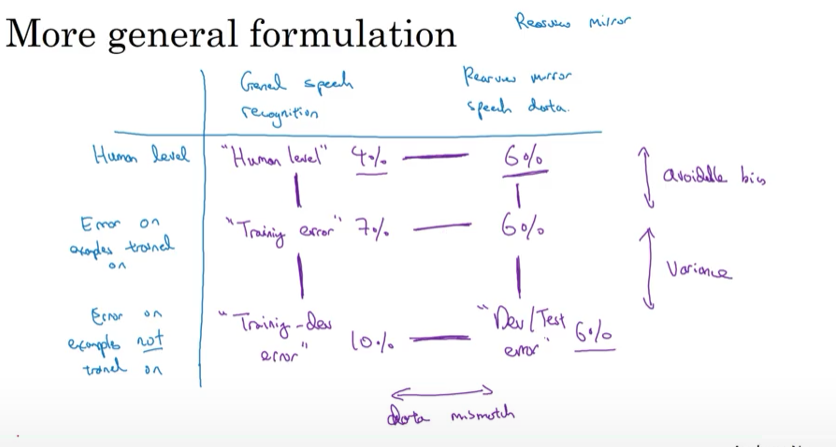 More general formulation
Rearview mirror
General speech
recognition
Rearview mirror
speech data.
Human level
"Human level" 4%
6%
avoidable bias
Error on
examples trained
on
"Training error" 7%
6%
Variance
Error on
examples not
trained on
"Training-dev
error"
10%
"Dev/Test
error"
6%
data mismatch